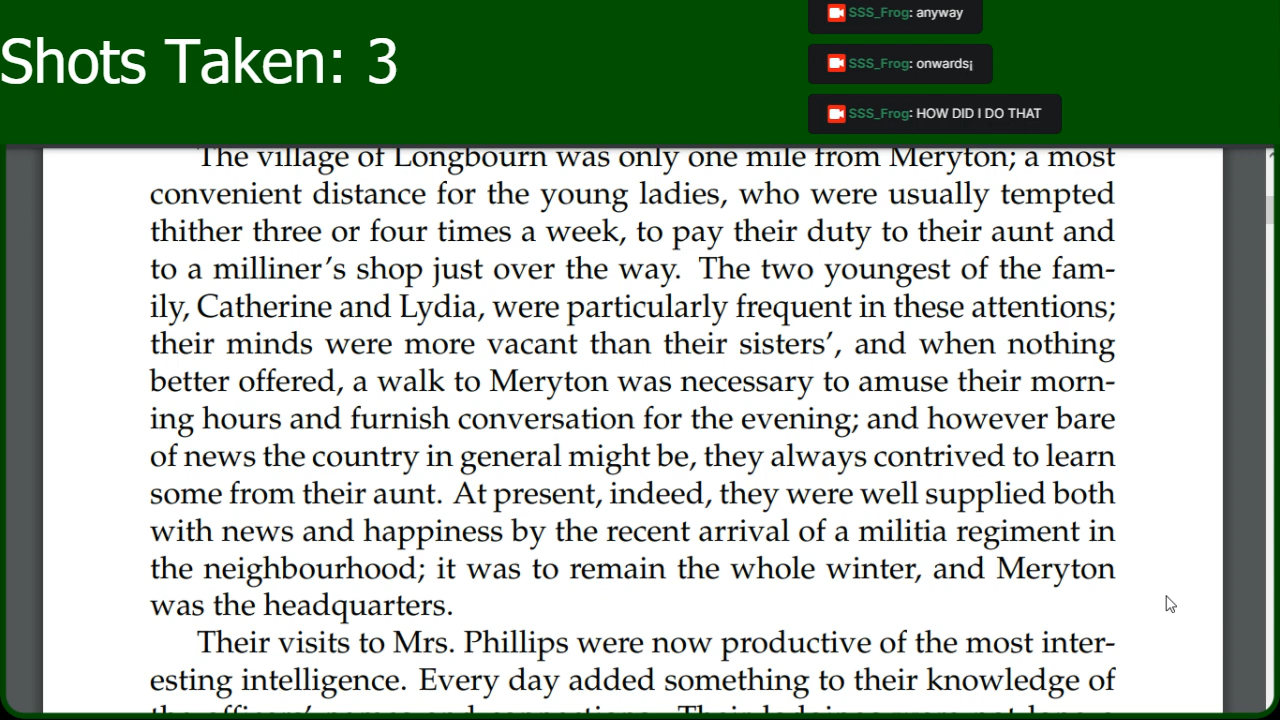 Shots Taken: 3
SSS_Frog: anyway
SSS_Frog: onwards¡
SSS_Frog: HOW DID I DO THAT
The village of Longbourn was only one mile from Meryton; a most
convenient distance for the young ladies, who were usually tempted
thither three or four times a week, to pay their duty to their aunt and
to a milliner’s shop just over the way. The two youngest of the fam-
ily, Catherine and Lydia, were particularly frequent in these attentions;
their minds were more vacant than their sisters’, and when nothing
better offered, a walk to Meryton was necessary to amuse their morn-
ing hours and furnish conversation for the evening; and however bare
of news the country in general might be, they always contrived to learn
some from their aunt. At present, indeed, they were well supplied both
with news and happiness by the recent arrival of a militia regiment in
the neighbourhood; it was to remain the whole winter, and Meryton
was the headquarters.
Their visits to Mrs. Phillips were now productive of the most inter-
esting intelligence. Every day added something to their knowledge of